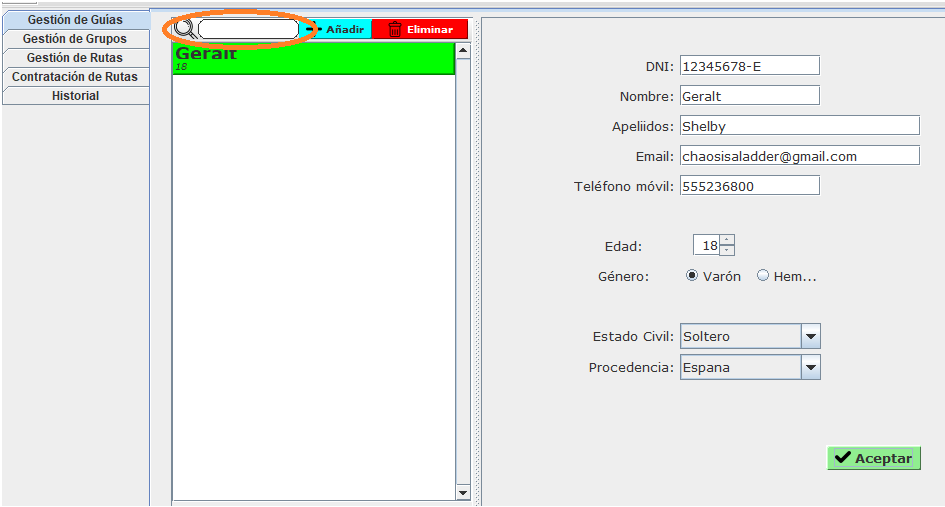 Gestión de Guías
Gestión de Grupos
Gestión de Rutas
Contratación de Rutas
Historial
Añadir
Eliminar
Geralt
18
DNI: 12345678-E
Nombre: Geralt
Apeliidos: Shelby
Email: chaosisaladder@gmail.com
Teléfono móvil: 555236800
Edad: 18
Género: Varón Hem...
Estado Civil: Soltero
Procedencia: Espana
Aceptar